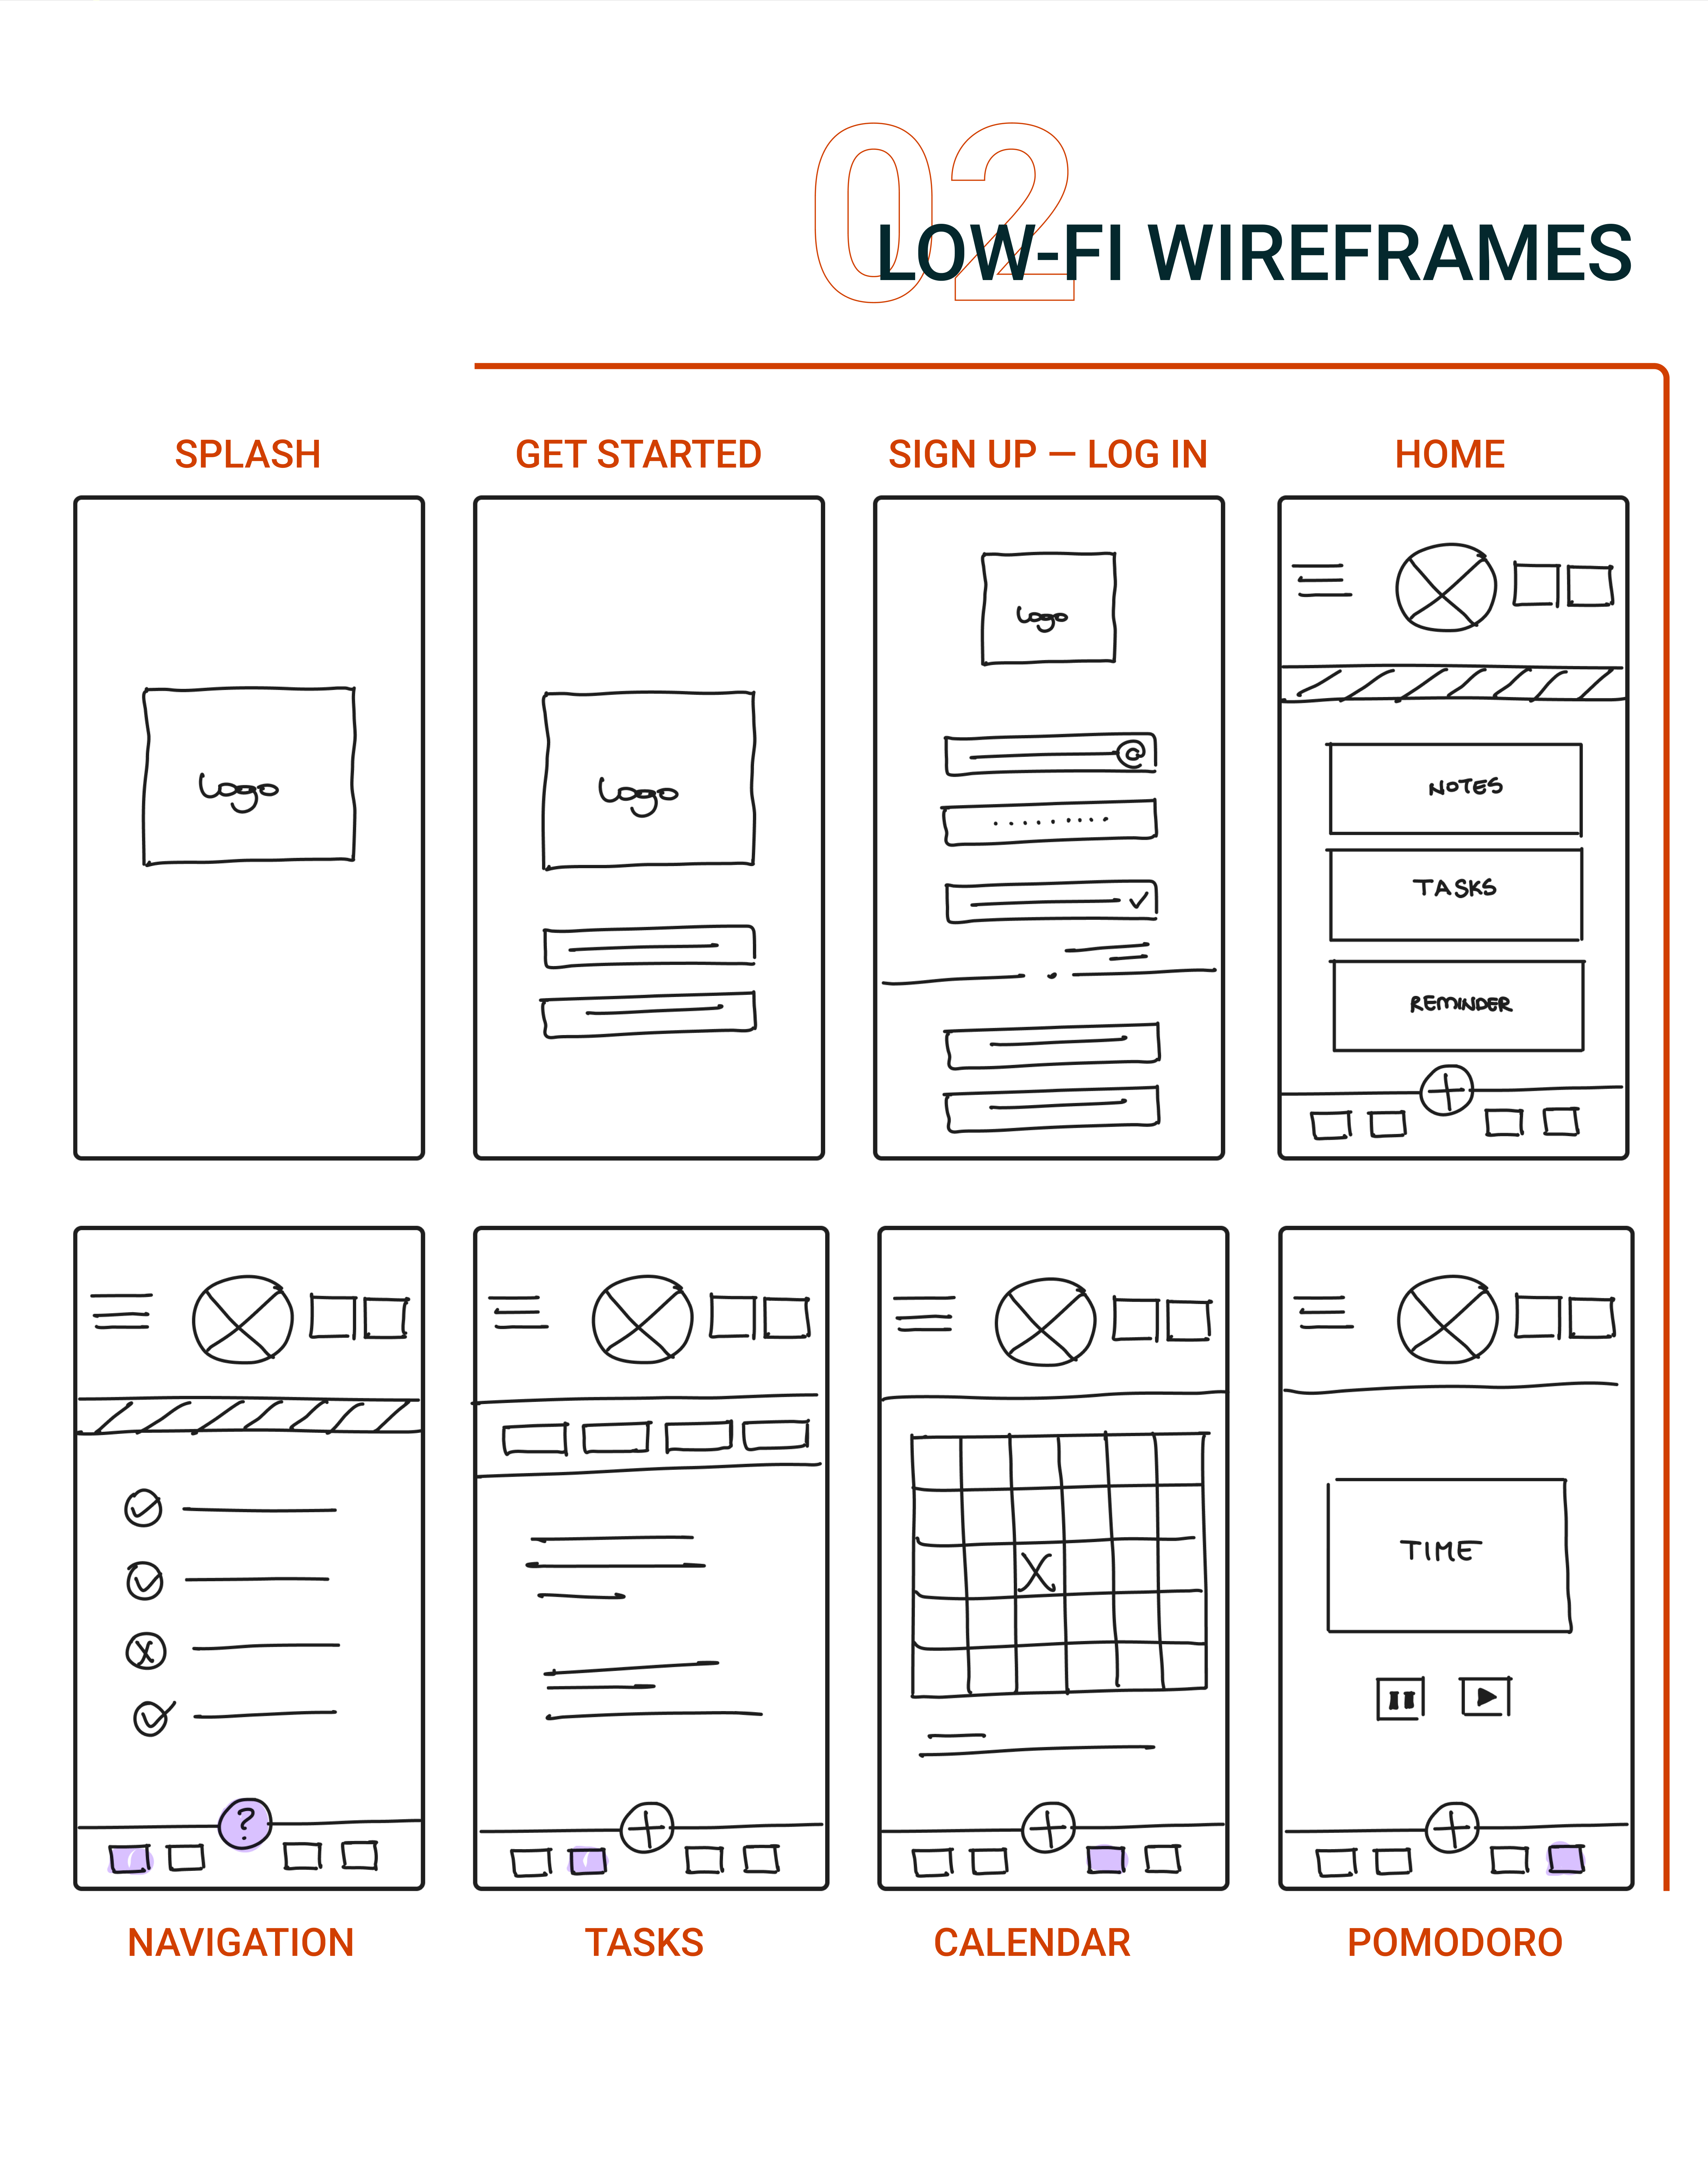 02
LOW-FI WIREFRAMES
SPLASH
GET STARTED
SIGN UP — LOG IN
HOME
Logo
Logo
Logo
@
NOTES
TASKS
REMINDER
TIME
?
NAVIGATION
TASKS
CALENDAR
POMODORO